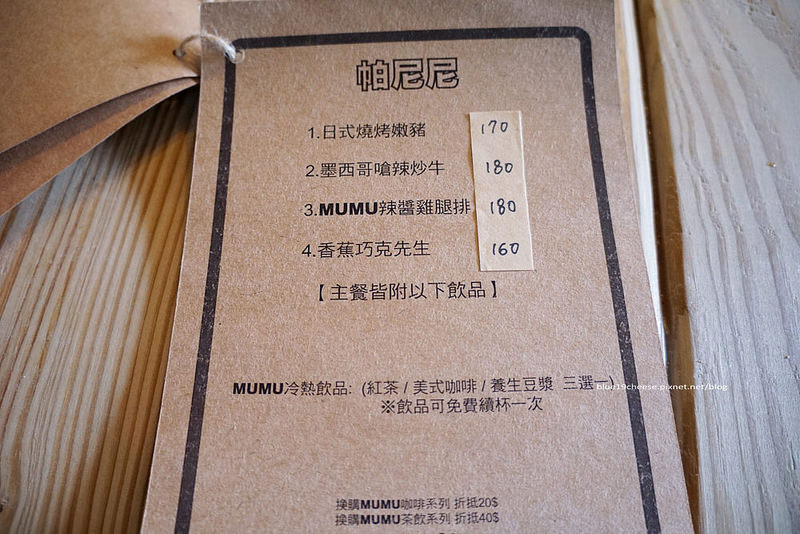 帕尼尼
1.日式燒烤嫩豬 170
2.墨西哥嗆辣炒牛 180
3.MUMU辣醬雞腿排 180
4.香蕉巧克先生 160
【主餐皆附以下飲品】
MUMU冷熱飲品: (紅茶 / 美式咖啡 / 養生豆漿 三選一)
※飲品可免費續杯一次
換購MUMU咖啡系列 折抵20$
換購MUMU茶飲系列 折抵40$